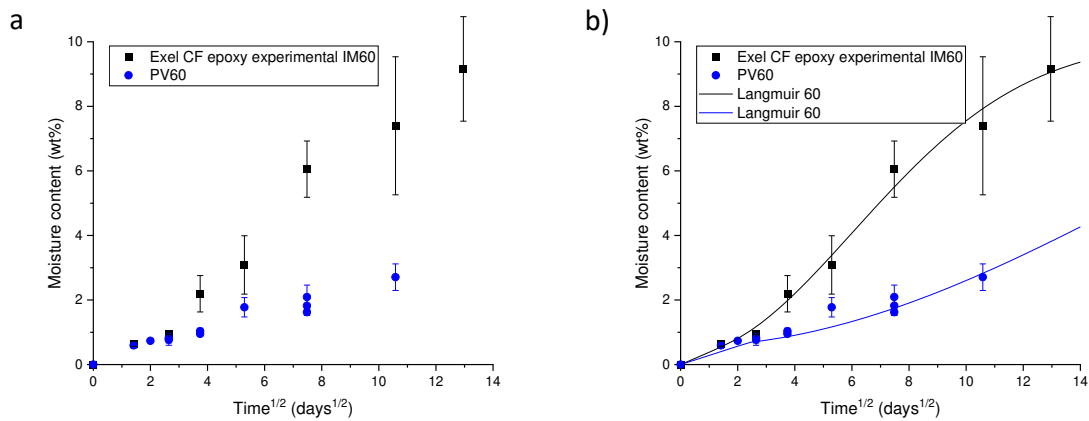 a
Exel CF epoxy experimental IM60
PV60
10
8
6
4
2
0
Moisture content (wt%)
0 2 4 6 8 10 12 14
Time1/2 (days1/2)
b
Exel CF epoxy experimental IM60
PV60
Langmuir 60
Langmuir 60
10
8
6
4
2
0
Moisture content (wt%)
0 2 4 6 8 10 12 14
Time1/2 (days1/2)